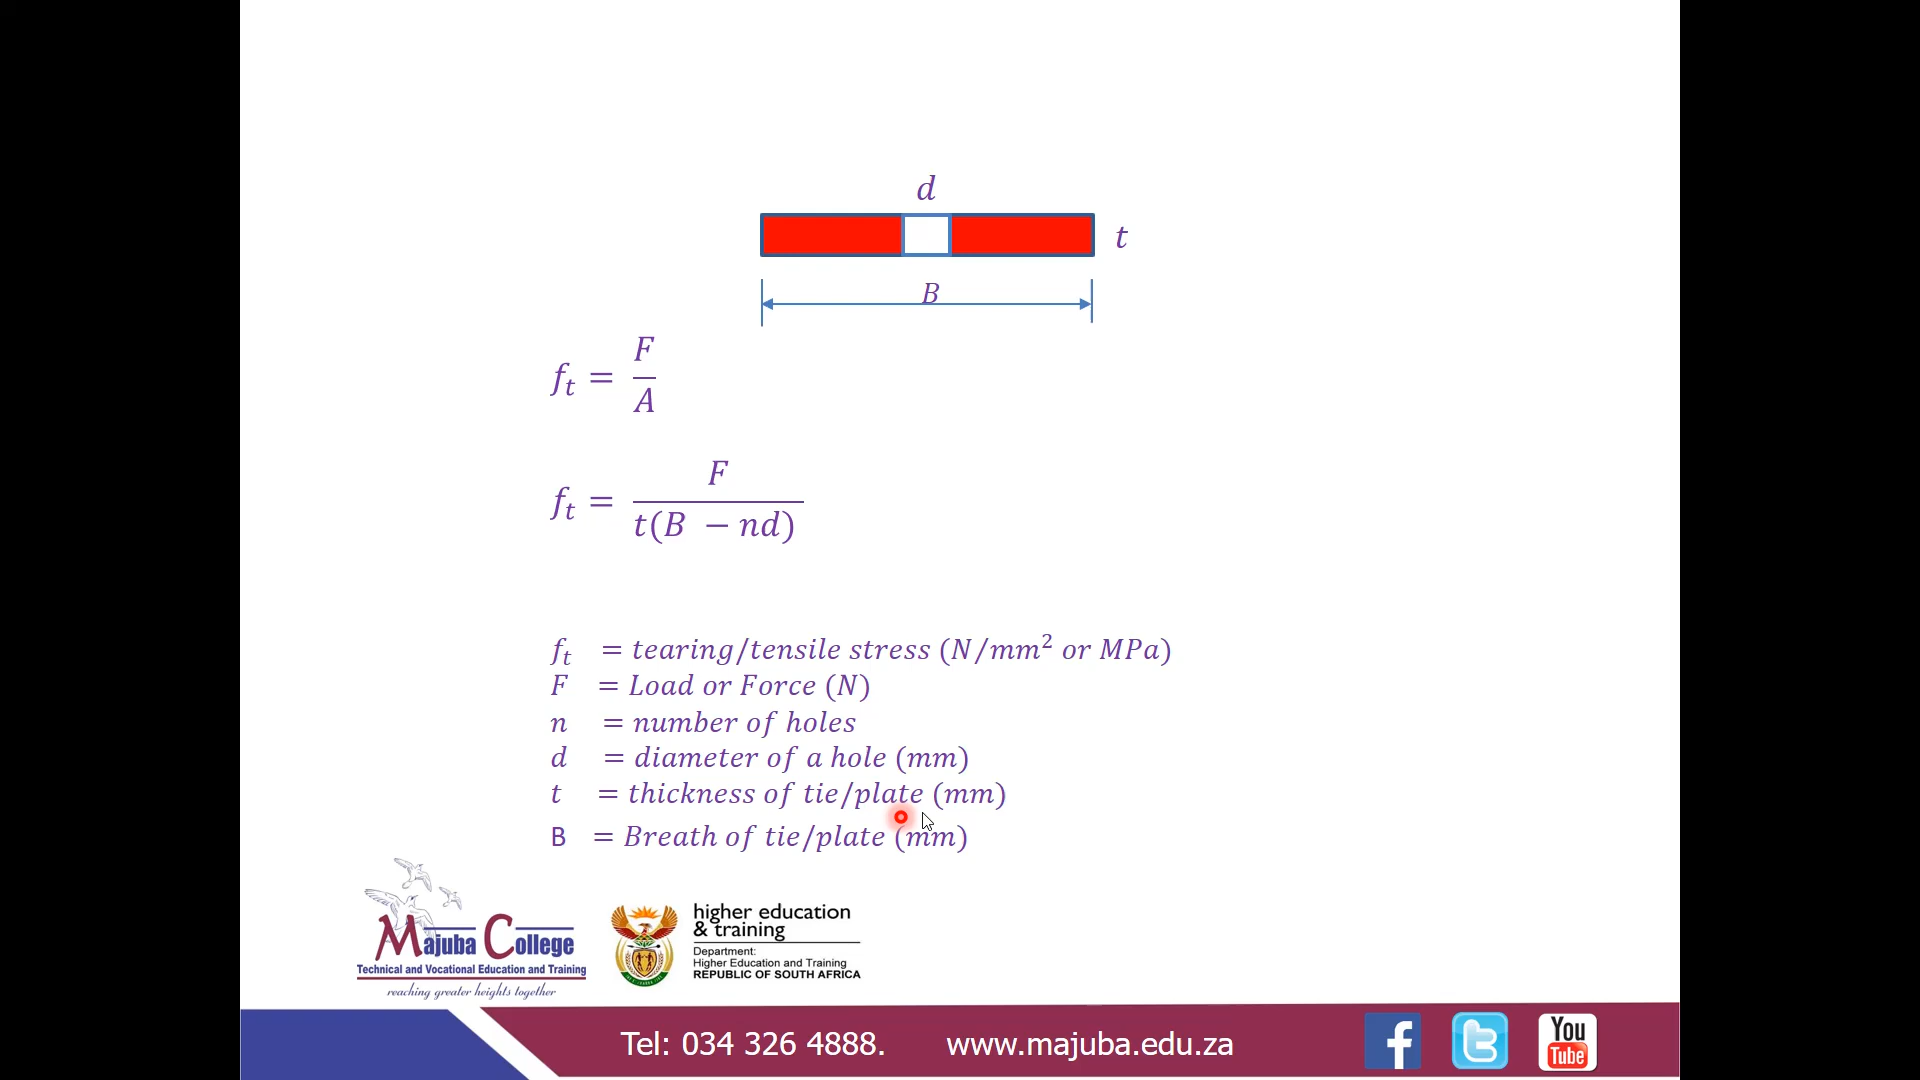 d
t
B
f_t = F/A
f_t = F/(t(B − nd))
f_t = tearing/tensile stress (N/mm² or MPa)
F = Load or Force (N)
n = number of holes
d = diameter of a hole (mm)
t = thickness of tie/plate (mm)
B = Breath of tie/plate (mm)
Majuba College
Technical and Vocational Education and Training
reaching greater heights together
higher education
& training
Department:
Higher Education and Training
REPUBLIC OF SOUTH AFRICA
Tel: 034 326 4888. www.majuba.edu.za
You
Tube